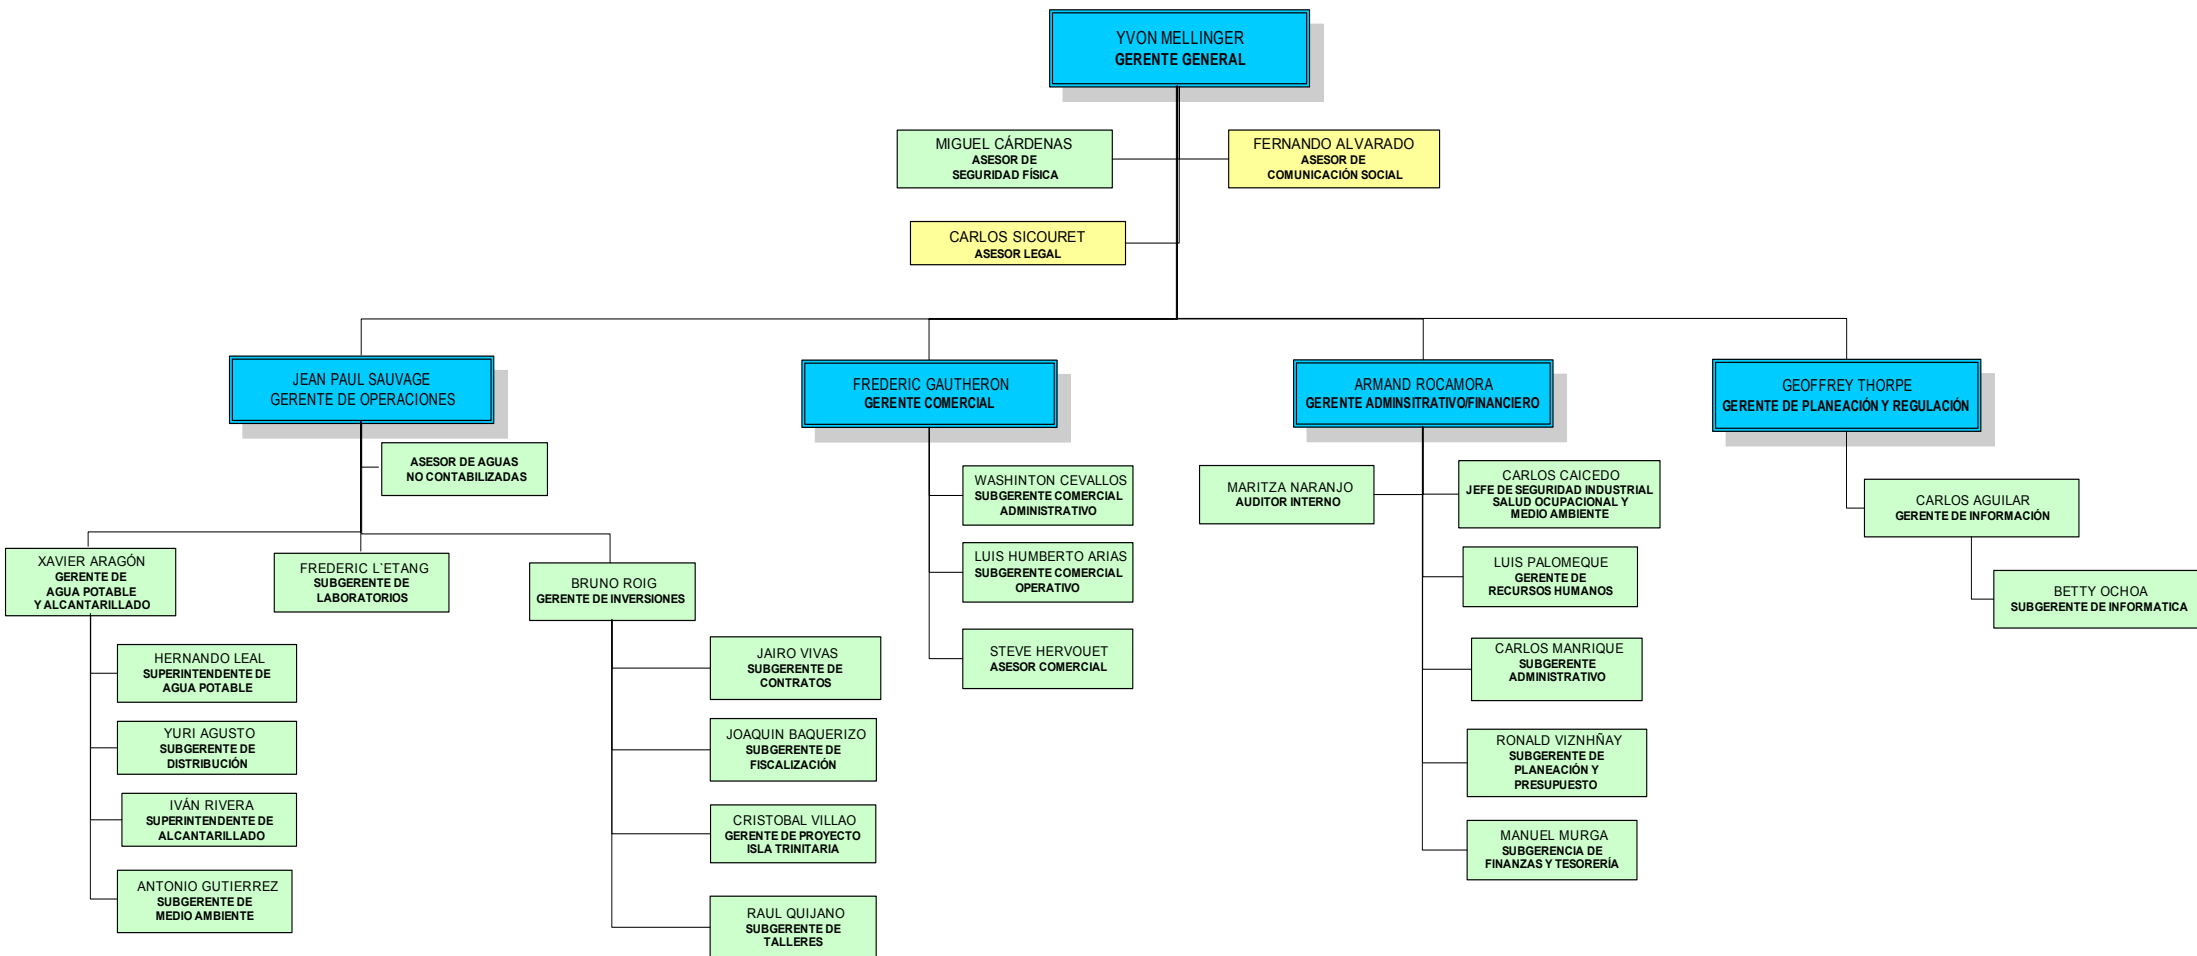 YVON MELLINGER
GERENTE GENERAL
MIGUEL CÁRDENAS
ASESOR DE
SEGURIDAD FÍSICA
FERNANDO ALVARADO
ASESOR DE
COMUNICACIÓN SOCIAL
CARLOS SICOURET
ASESOR LEGAL
JEAN PAUL SAUVAGE
GERENTE DE OPERACIONES
FREDERIC GAUTHERON
GERENTE COMERCIAL
ARMAND ROCAMORA
GERENTE ADMINSITRATIVO/FINANCIERO
GEOFFREY THORPE
GERENTE DE PLANEACIÓN Y REGULACIÓN
ASESOR DE AGUAS
NO CONTABILIZADAS
XAVIER ARAGÓN
GERENTE DE
AGUA POTABLE
Y ALCANTARILLADO
FREDERIC L`ETANG
SUBGERENTE DE
LABORATORIOS
BRUNO ROIG
GERENTE DE INVERSIONES
HERNANDO LEAL
SUPERINTENDENTE DE
AGUA POTABLE
YURI AGUSTO
SUBGERENTE DE
DISTRIBUCIÓN
IVÁN RIVERA
SUPERINTENDENTE DE
ALCANTARILLADO
ANTONIO GUTIERREZ
SUBGERENTE DE
MEDIO AMBIENTE
JAIRO VIVAS
SUBGERENTE DE
CONTRATOS
JOAQUIN BAQUERIZO
SUBGERENTE DE
FISCALIZACIÓN
CRISTOBAL VILLAO
GERENTE DE PROYECTO
ISLA TRINITARIA
RAUL QUIJANO
SUBGERENTE DE
TALLERES
WASHINTON CEVALLOS
SUBGERENTE COMERCIAL
ADMINISTRATIVO
LUIS HUMBERTO ARIAS
SUBGERENTE COMERCIAL
OPERATIVO
STEVE HERVOUET
ASESOR COMERCIAL
MARITZA NARANJO
AUDITOR INTERNO
CARLOS CAICEDO
JEFE DE SEGURIDAD INDUSTRIAL
SALUD OCUPACIONAL Y
MEDIO AMBIENTE
LUIS PALOMEQUE
GERENTE DE
RECURSOS HUMANOS
CARLOS MANRIQUE
SUBGERENTE
ADMINISTRATIVO
RONALD VIZNHÑAY
SUBGERENTE DE
PLANEACIÓN Y
PRESUPUESTO
MANUEL MURGA
SUBGERENCIA DE
FINANZAS Y TESORERÍA
CARLOS AGUILAR
GERENTE DE INFORMACIÓN
BETTY OCHOA
SUBGERENTE DE INFORMATICA